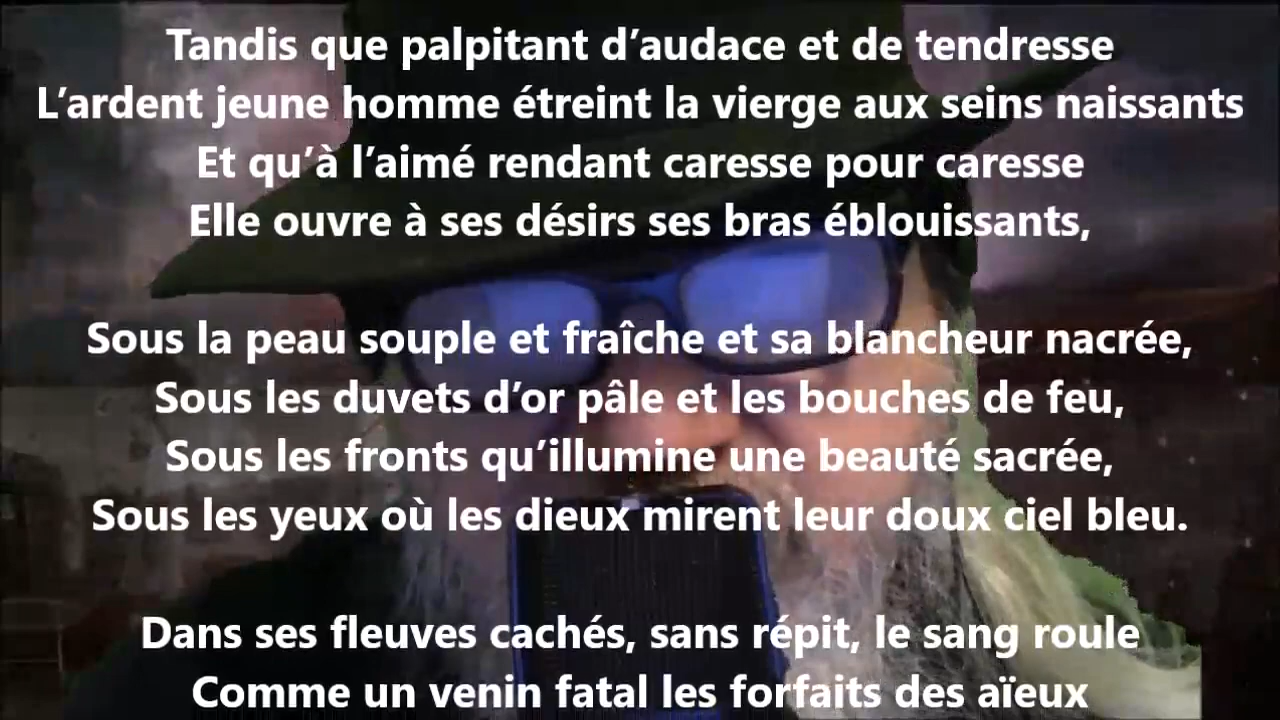 Tandis que palpitant d’audace et de tendresse
L’ardent jeune homme étreint la vierge aux seins naissants
Et qu’à l’aimé rendant caresse pour caresse
Elle ouvre à ses désirs ses bras éblouissants,
Sous la peau souple et fraîche et sa blancheur nacrée,
Sous les duvets d’or pâle et les bouches de feu,
Sous les fronts qu’illumine une beauté sacrée,
Sous les yeux où les dieux mirent leur doux ciel bleu.
Dans ses fleuves cachés, sans répit, le sang roule
Comme un venin fatal les forfaits des aïeux